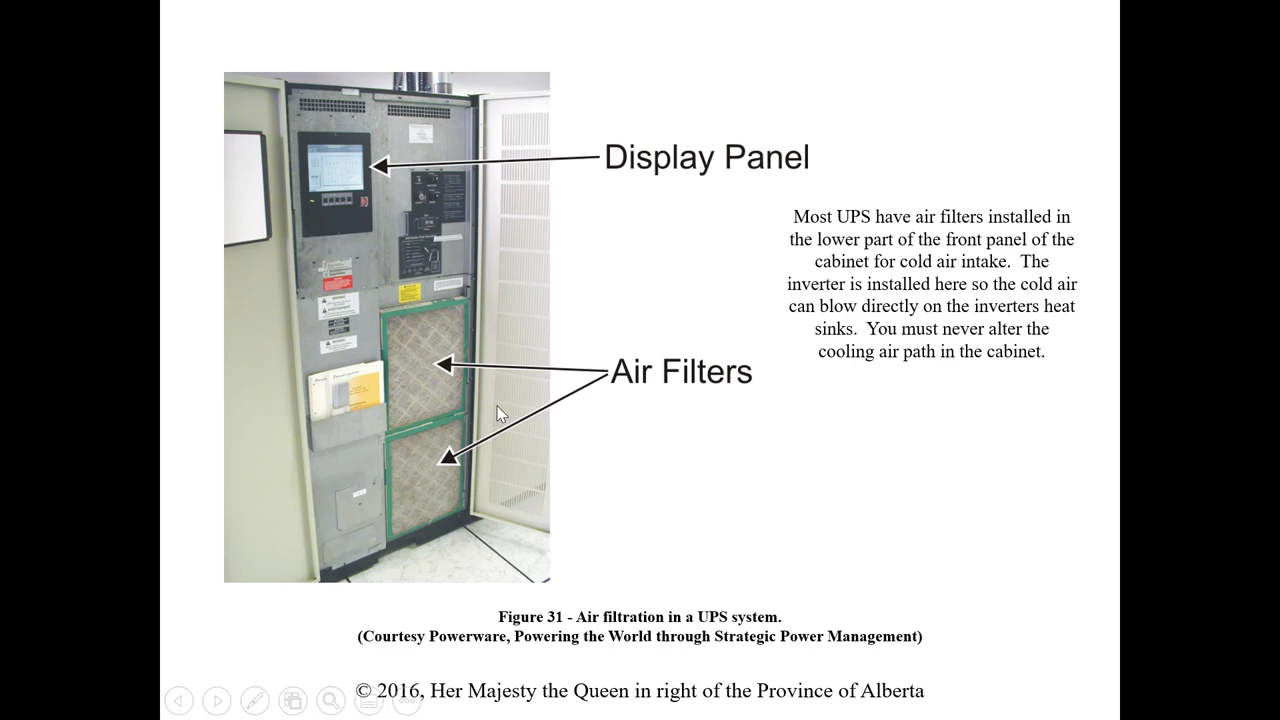 Display Panel
Most UPS have air filters installed in
the lower part of the front panel of the
cabinet for cold air intake.  The
inverter is installed here so the cold air
can blow directly on the inverters heat
sinks.  You must never alter the
cooling air path in the cabinet.
Air Filters
Figure 31 - Air filtration in a UPS system.
(Courtesy Powerware, Powering the World through Strategic Power Management)
© 2016, Her Majesty the Queen in right of the Province of Alberta